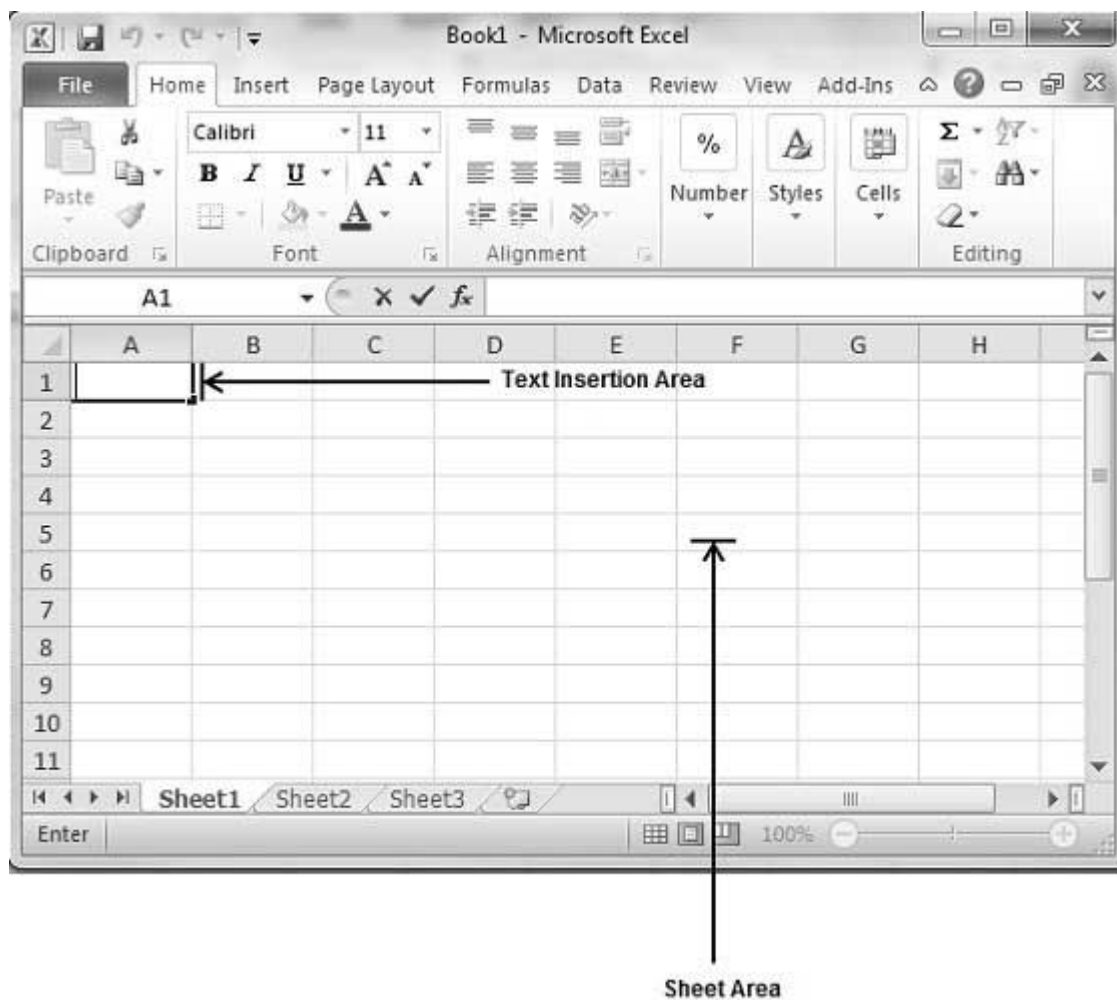 Book1 - Microsoft Excel
File Home Insert Page Layout Formulas Data Review View Add-Ins
Calibri 11
B I U A A
% A Σ
Paste A Number Styles Cells
Clipboard Font Alignment Editing
A1 fx
A B C D E F G H
1 Text Insertion Area
2
3
4
5
6
7
8
9
10
11
Sheet1 Sheet2 Sheet3
Enter 100%
Sheet Area